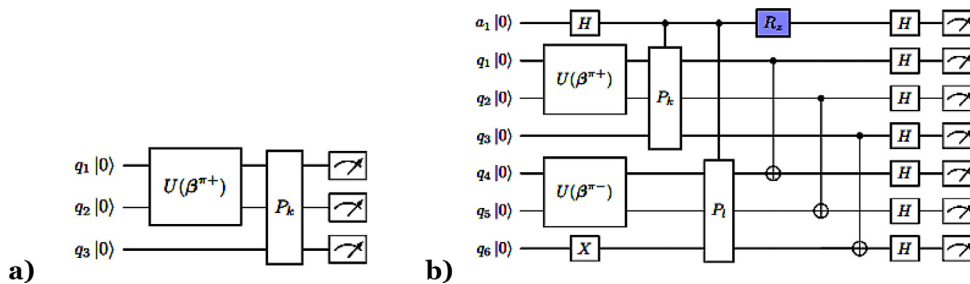 a₁ |0⟩ H R_z H
q₁ |0⟩ H
U(β^{π+}) P_k
q₂ |0⟩ H
q₃ |0⟩ H
q₁ |0⟩ q₄ |0⟩ H
U(β^{π+}) U(β^{π−})
q₂ |0⟩ P_k q₅ |0⟩ P_l H
q₃ |0⟩ q₆ |0⟩ X H
a) b)